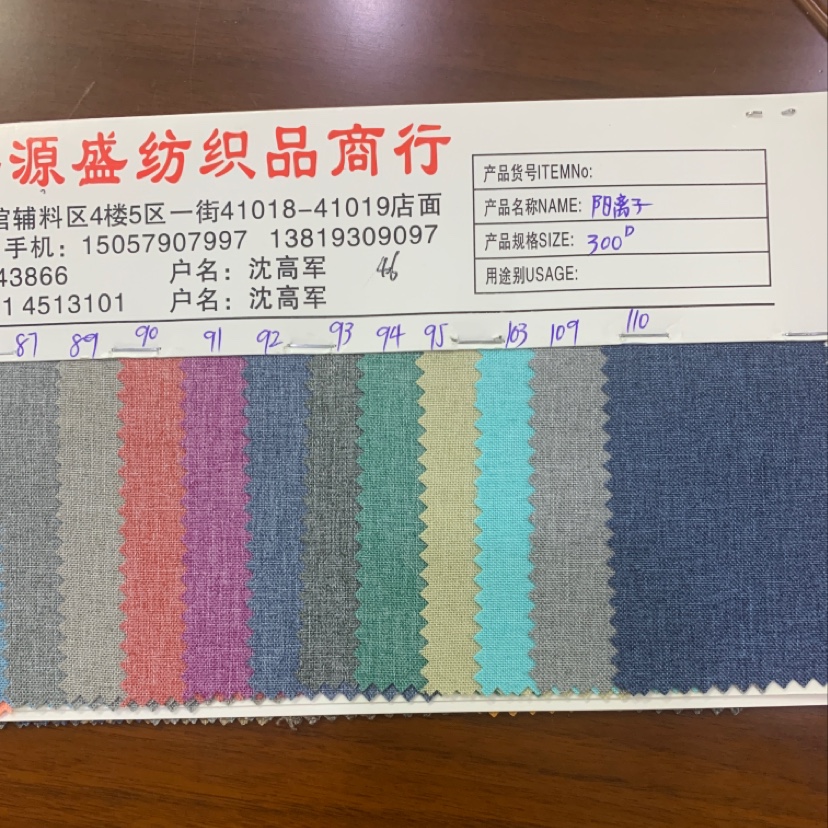 源盛纺织品商行
馆辅料区4楼5区一街41018-41019店面
手机：15057907997 13819309097
43866 户名：沈高军 46
1 4513101 户名：沈高军
产品货号ITEMNo:
产品名称NAME: 阳离子
产品规格SIZE: 300D
用途别USAGE:
87 89 90 91 92 93 94 95 103 109 110